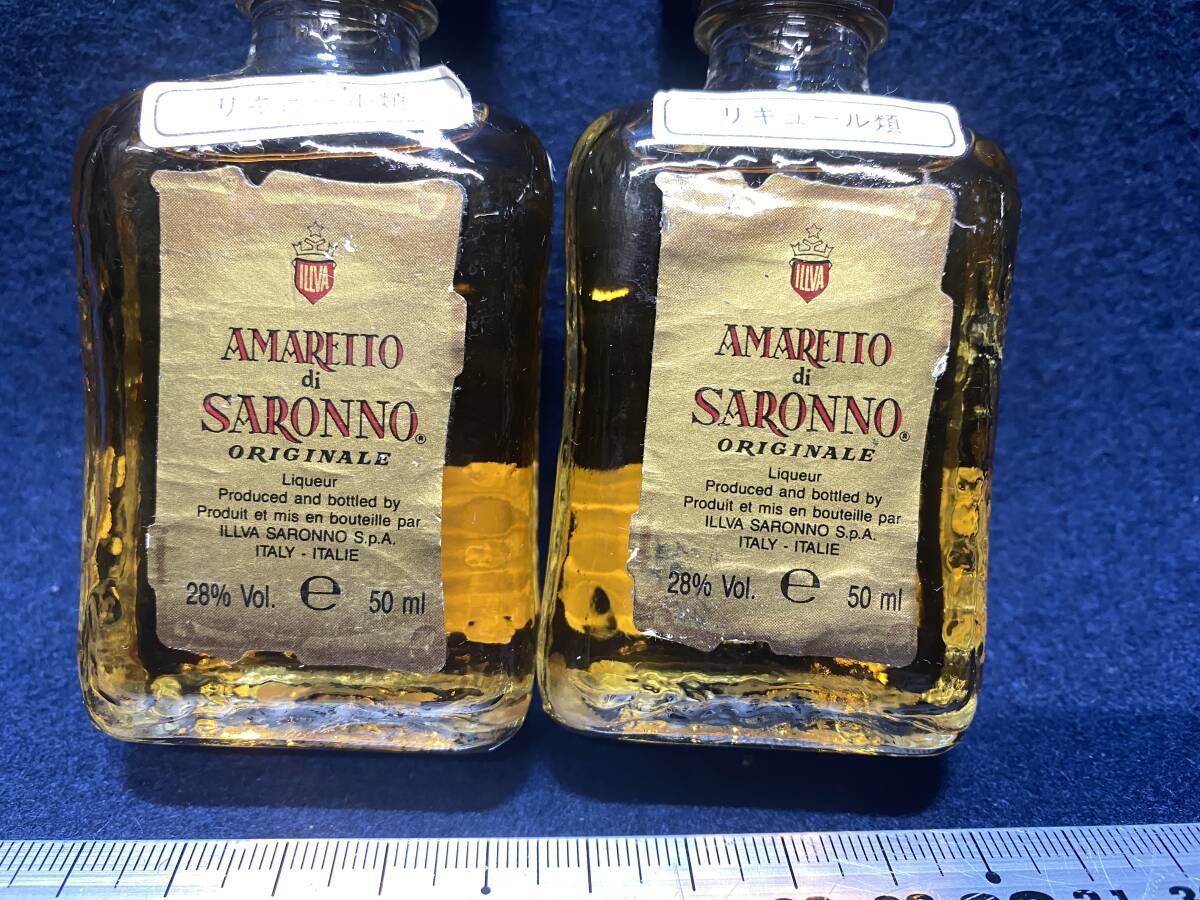 リキュール類
ILLVA
AMARETTO
di
SARONNO®
ORIGINALE
Liqueur
Produced and bottled by
Produit et mis en bouteille par
ILLVA SARONNO S.p.A.
ITALY - ITALIE
28% Vol. e 50 ml
リキュール類
ILLVA
AMARETTO
di
SARONNO®
ORIGINALE
Liqueur
Produced and bottled by
Produit et mis en bouteille par
ILLVA SARONNO S.p.A.
ITALY - ITALIE
28% Vol. e 50 ml